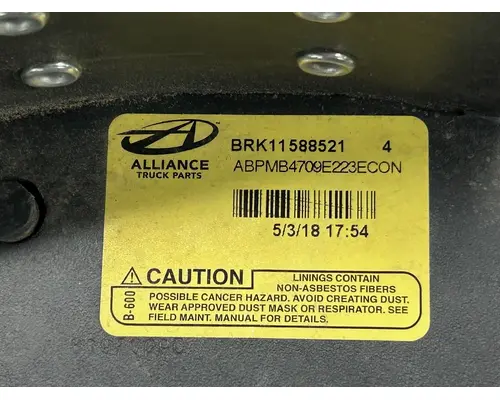 ALLIANCE
TRUCK PARTS
BRK11588521 4
ABPMB4709E223ECON
5/3/18 17:54
B-600
⚠ CAUTION
LININGS CONTAIN
NON-ASBESTOS FIBERS
POSSIBLE CANCER HAZARD. AVOID CREATING DUST.
WEAR APPROVED DUST MASK OR RESPIRATOR. SEE
FIELD MAINT. MANUAL FOR DETAILS.